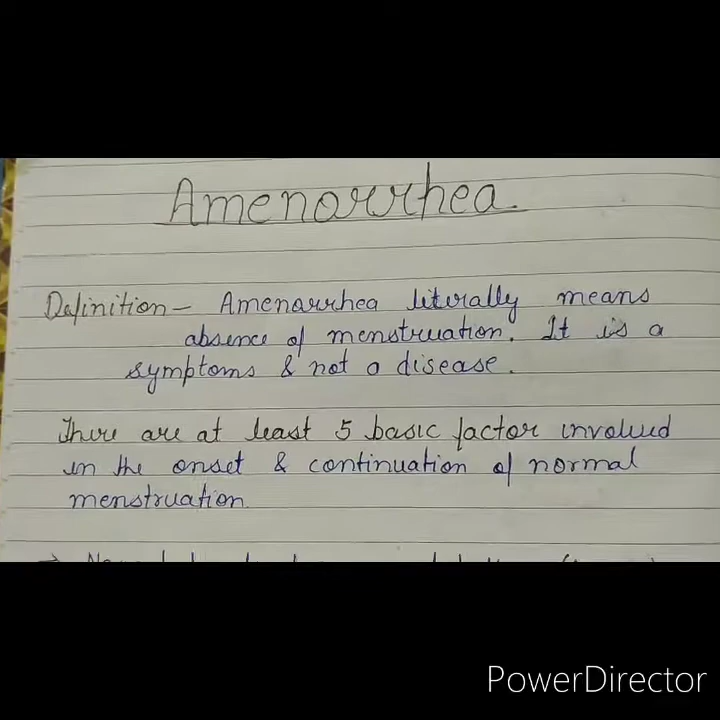 Amenorrhea
Definition - Amenorrhea literally means
absence of menstruation. It is a
symptoms & not a disease.
There are at least 5 basic factor involved
in the onset & continuation of normal
menstruation
PowerDirector